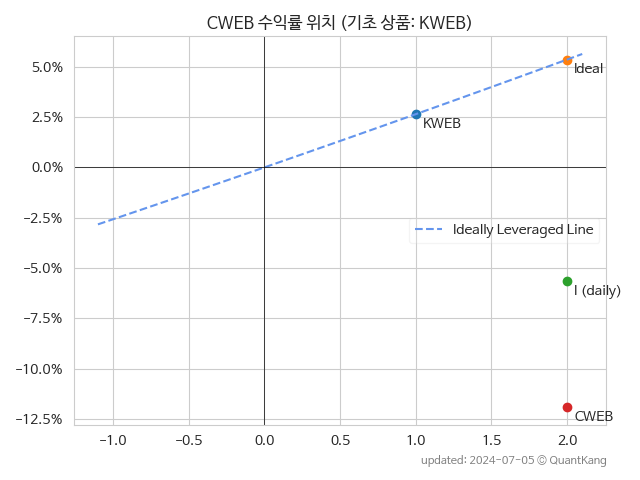 CWEB 수익률 위치 (기초 상품: KWEB)
5.0%
2.5%
0.0%
−2.5%
−5.0%
−7.5%
−10.0%
−12.5%
Ideal
KWEB
Ideally Leveraged Line
I (daily)
CWEB
−1.0
−0.5
0.0
0.5
1.0
1.5
2.0
updated: 2024-07-05 © QuantKang